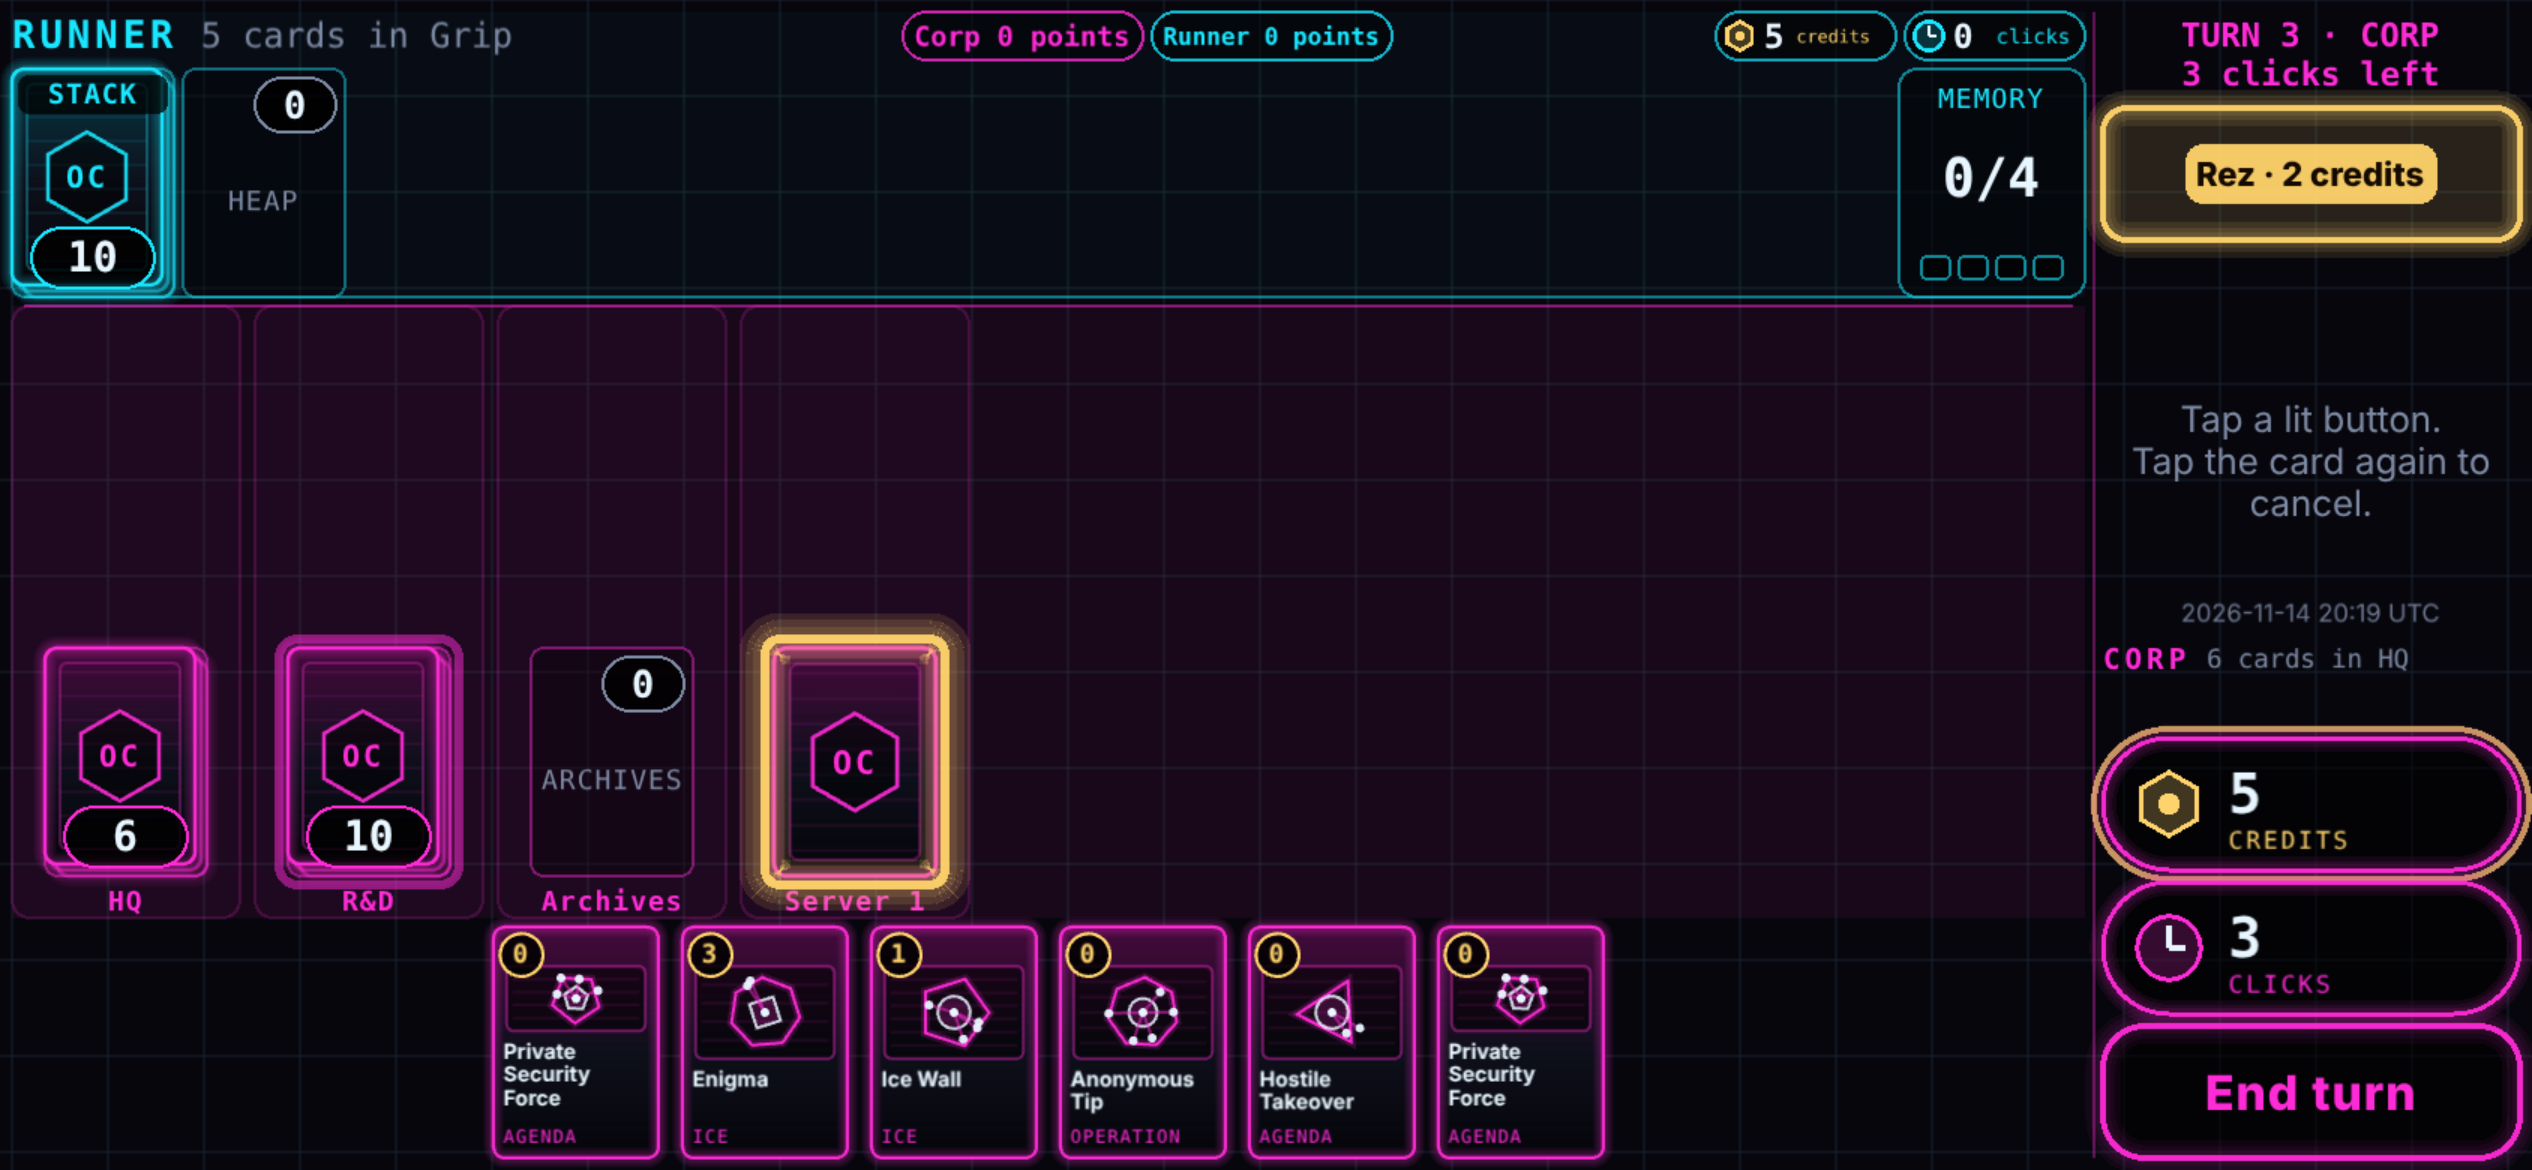 RUNNER 5 cards in Grip
Corp 0 points
Runner 0 points
5 credits
0 clicks
TURN 3 · CORP
3 clicks left
STACK
OC
10
0
HEAP
MEMORY
0/4
Rez · 2 credits
Tap a lit button.
Tap the card again to
cancel.
2026-11-14 20:19 UTC
CORP 6 cards in HQ
OC
6
HQ
OC
10
R&D
0
ARCHIVES
Archives
OC
Server 1
5
CREDITS
3
CLICKS
End turn
0
Private
Security
Force
AGENDA
3
Enigma
ICE
1
Ice Wall
ICE
0
Anonymous
Tip
OPERATION
0
Hostile
Takeover
AGENDA
0
Private
Security
Force
AGENDA